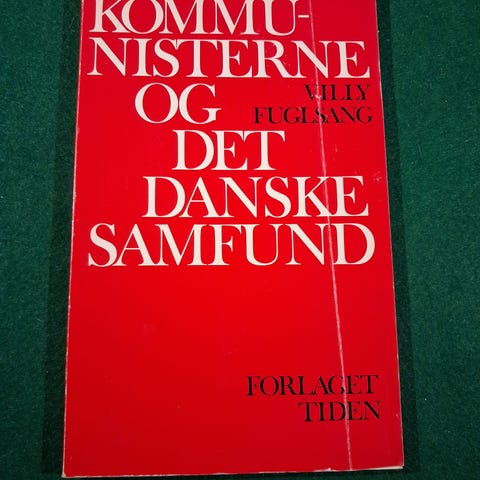 KOMMU-
NISTERNE
OG
VILLY
FUGLSANG
DET
DANSKE
SAMFUND
FORLAGET
TIDEN